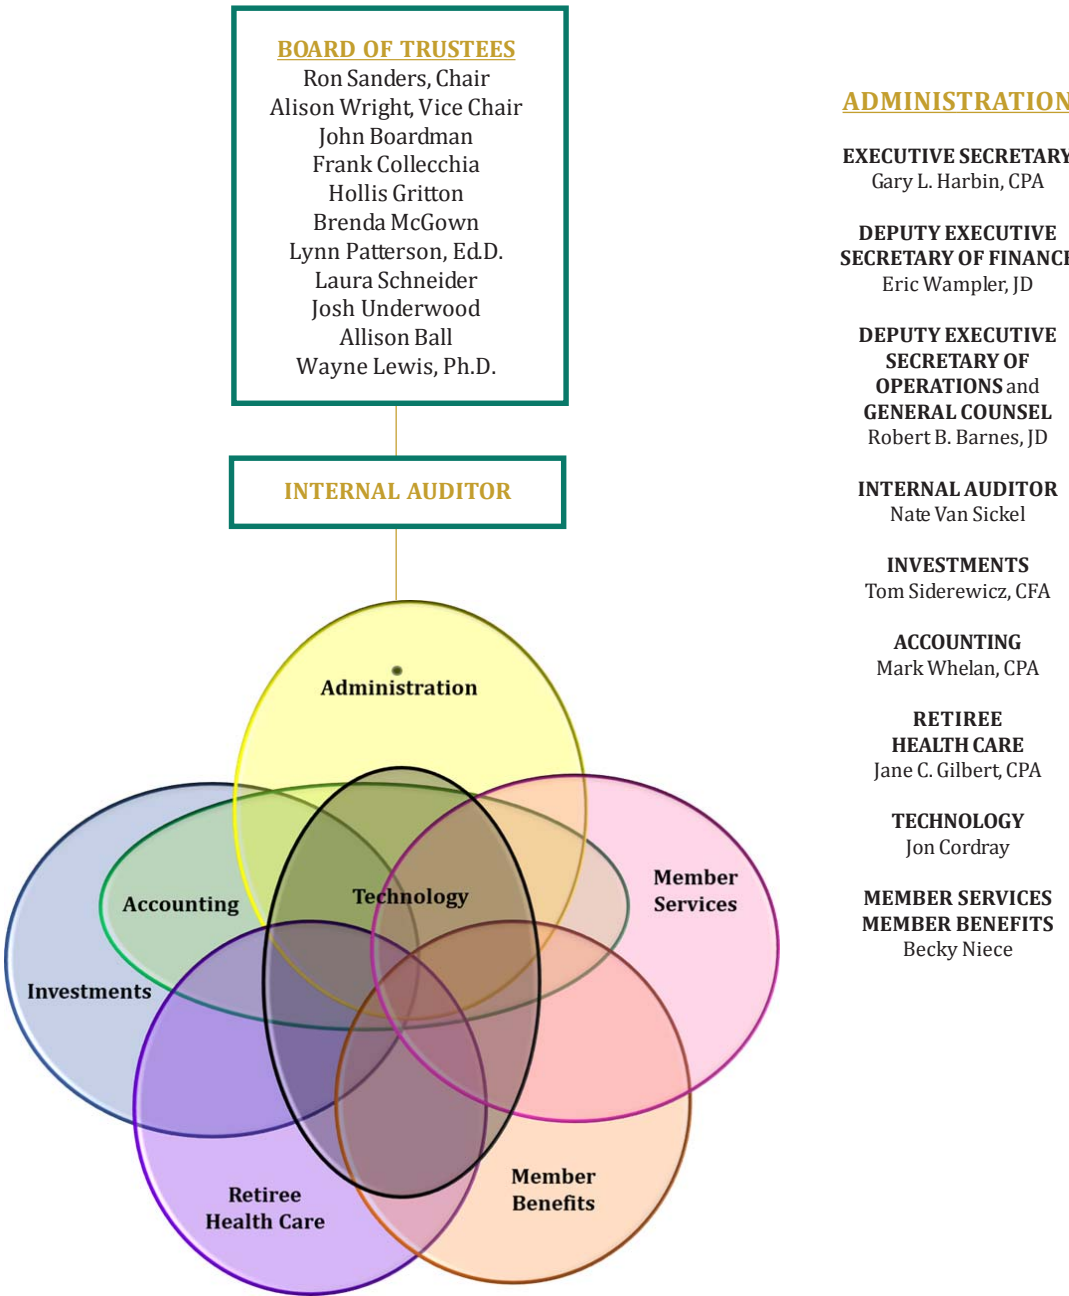 BOARD OF TRUSTEES
Ron Sanders, Chair
Alison Wright, Vice Chair
John Boardman
Frank Collecchia
Hollis Gritton
Brenda McGown
Lynn Patterson, Ed.D.
Laura Schneider
Josh Underwood
Allison Ball
Wayne Lewis, Ph.D.
INTERNAL AUDITOR
Administration
Accounting
Technology
Member
Services
Investments
Retiree
Health Care
Member
Benefits
ADMINISTRATION
EXECUTIVE SECRETARY
Gary L. Harbin, CPA
DEPUTY EXECUTIVE
SECRETARY OF FINANCE
Eric Wampler, JD
DEPUTY EXECUTIVE
SECRETARY OF
OPERATIONS and
GENERAL COUNSEL
Robert B. Barnes, JD
INTERNAL AUDITOR
Nate Van Sickel
INVESTMENTS
Tom Siderewicz, CFA
ACCOUNTING
Mark Whelan, CPA
RETIREE
HEALTH CARE
Jane C. Gilbert, CPA
TECHNOLOGY
Jon Cordray
MEMBER SERVICES
MEMBER BENEFITS
Becky Niece